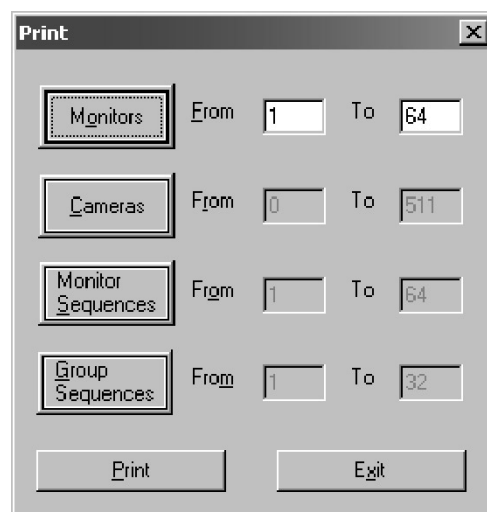 Print
Monitors From 1 To 64
Cameras From 0 To 511
Monitor
Sequences From 1 To 64
Group
Sequences From 1 To 32
Print Exit